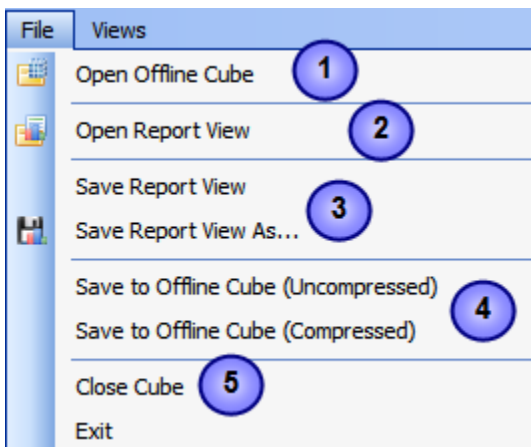 File Views
Open Offline Cube 1
Open Report View 2
Save Report View
3
Save Report View As...
Save to Offline Cube (Uncompressed)
4
Save to Offline Cube (Compressed)
Close Cube 5
Exit